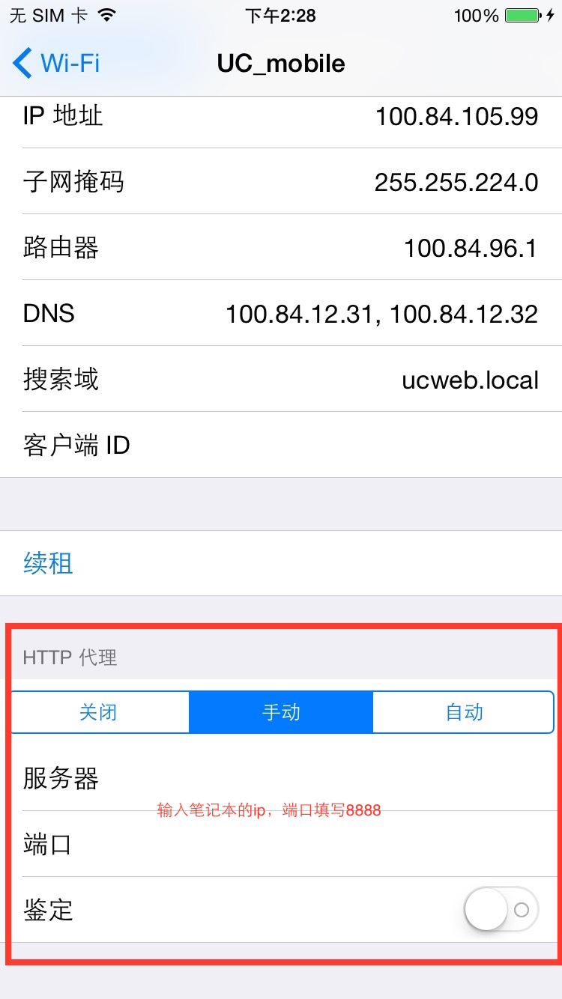 无 SIM 卡 下午2:28 100%
Wi-Fi UC_mobile
IP 地址 100.84.105.99
子网掩码 255.255.224.0
路由器 100.84.96.1
DNS 100.84.12.31, 100.84.12.32
搜索域 ucweb.local
客户端 ID
续租
HTTP 代理
关闭 手动 自动
服务器
输入笔记本的ip，端口填写8888
端口
鉴定